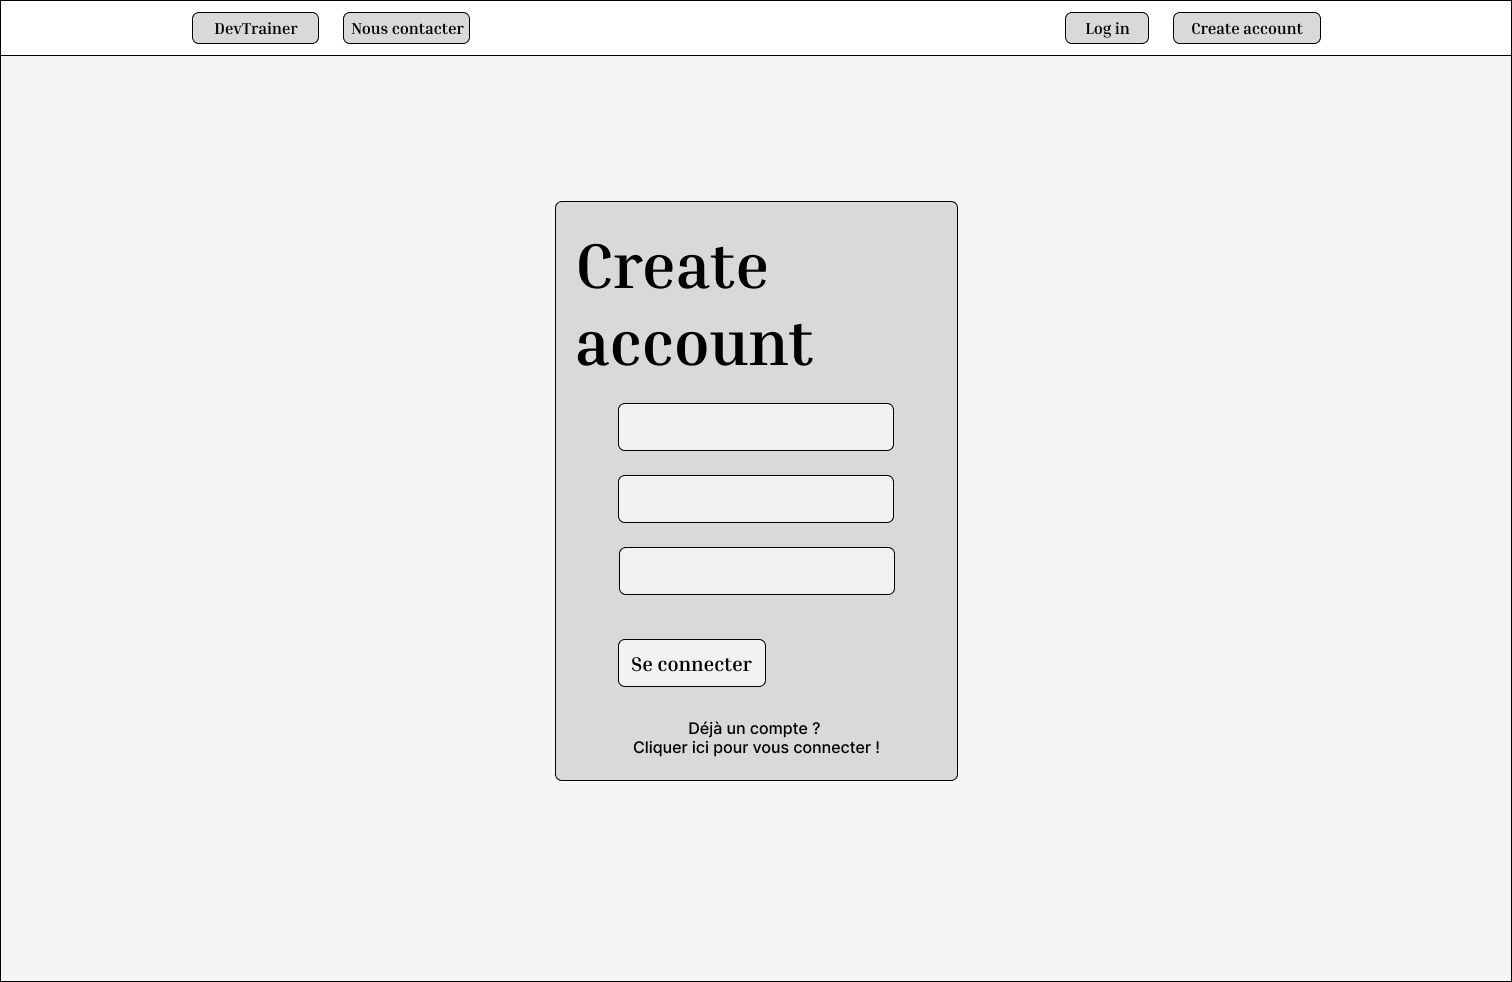 DevTrainer
Nous contacter
Log in
Create account
Create
account
Se connecter
Déjà un compte ?
Cliquer ici pour vous connecter !